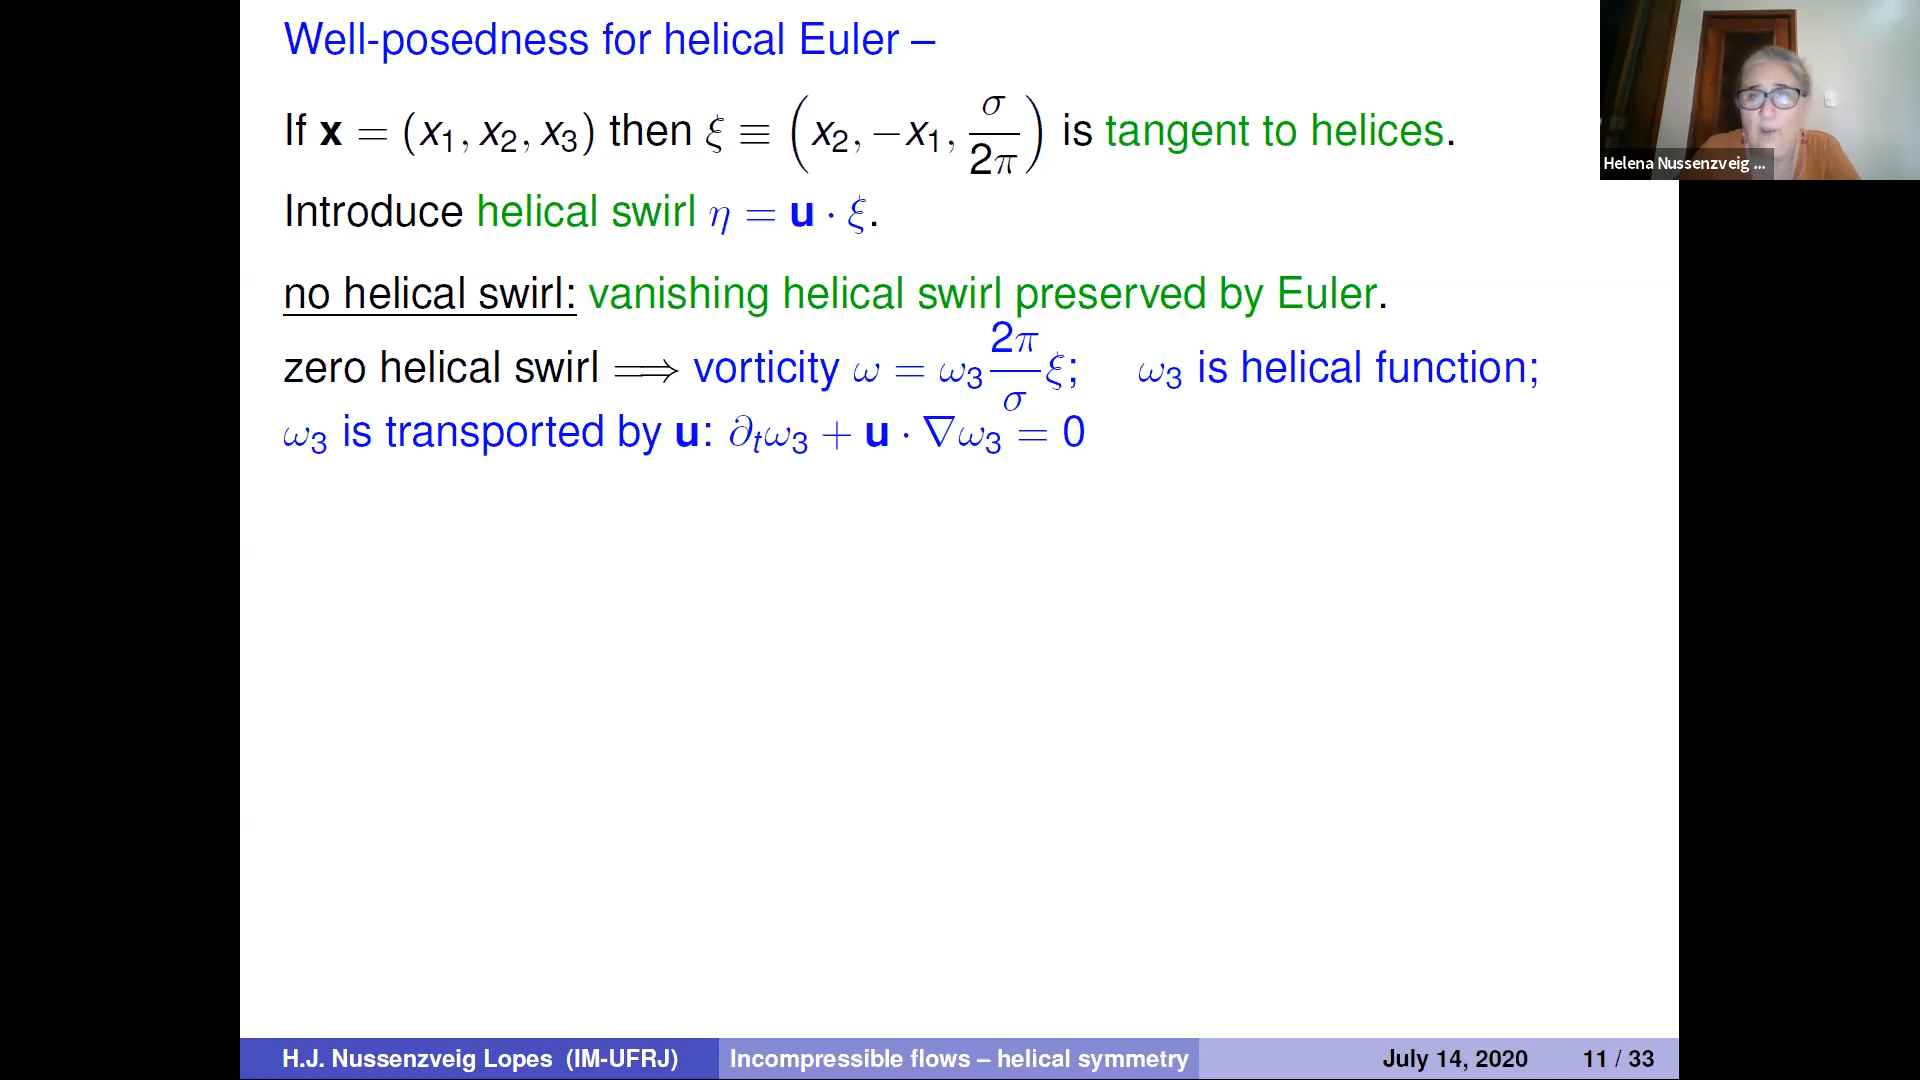 Well-posedness for helical Euler –
If x = (x₁, x₂, x₃) then ξ ≡ (x₂, −x₁, σ/2π) is tangent to helices.
Introduce helical swirl η = u · ξ.
no helical swirl: vanishing helical swirl preserved by Euler.
zero helical swirl ⟹ vorticity ω = ω₃ 2π/σ ξ; ω₃ is helical function;
ω₃ is transported by u: ∂ₜω₃ + u · ∇ω₃ = 0
Helena Nussenzveig ...
H.J. Nussenzveig Lopes (IM-UFRJ) Incompressible flows – helical symmetry July 14, 2020 11 / 33